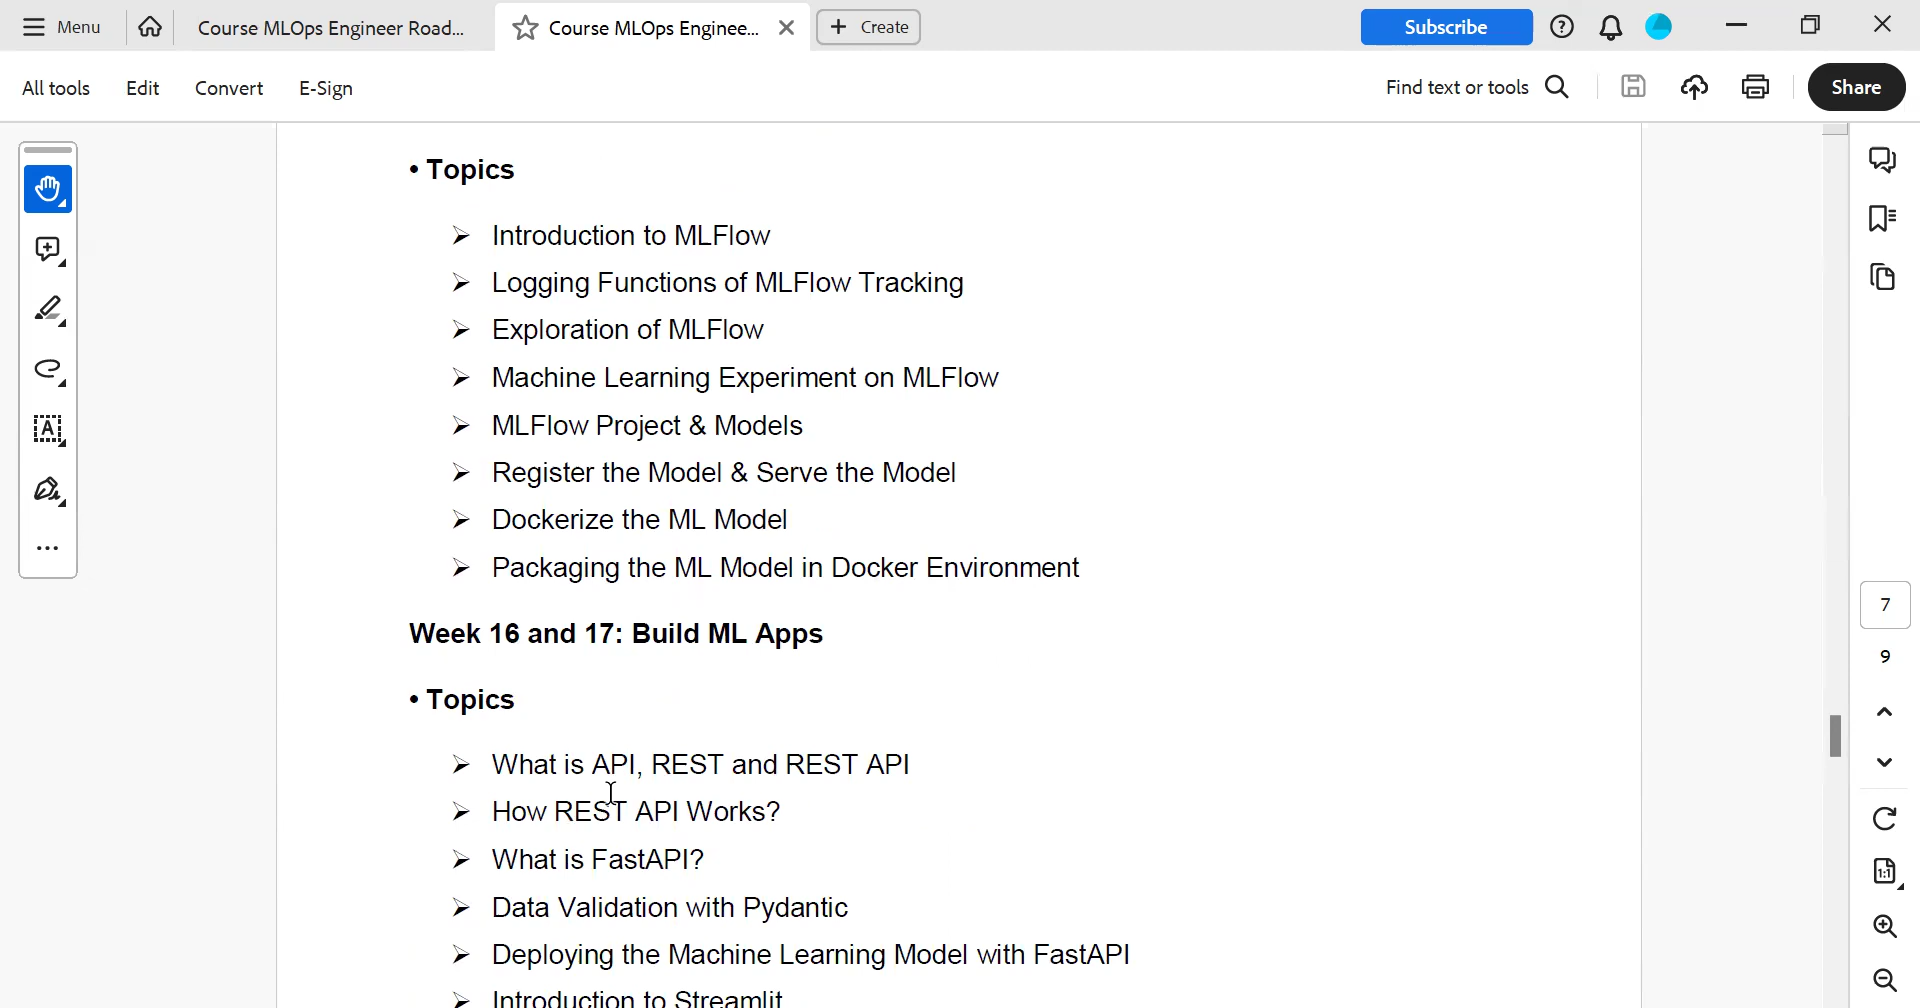 Menu
Course MLOps Engineer Road...
Course MLOps Enginee...
Create
Subscribe
All tools
Edit
Convert
E-Sign
Find text or tools
Share
• Topics
➢ Introduction to MLFlow
➢ Logging Functions of MLFlow Tracking
➢ Exploration of MLFlow
➢ Machine Learning Experiment on MLFlow
➢ MLFlow Project & Models
➢ Register the Model & Serve the Model
➢ Dockerize the ML Model
➢ Packaging the ML Model in Docker Environment
Week 16 and 17: Build ML Apps
• Topics
➢ What is API, REST and REST API
➢ How REST API Works?
➢ What is FastAPI?
➢ Data Validation with Pydantic
➢ Deploying the Machine Learning Model with FastAPI
➢ Introduction to Streamlit
7
9
1:1